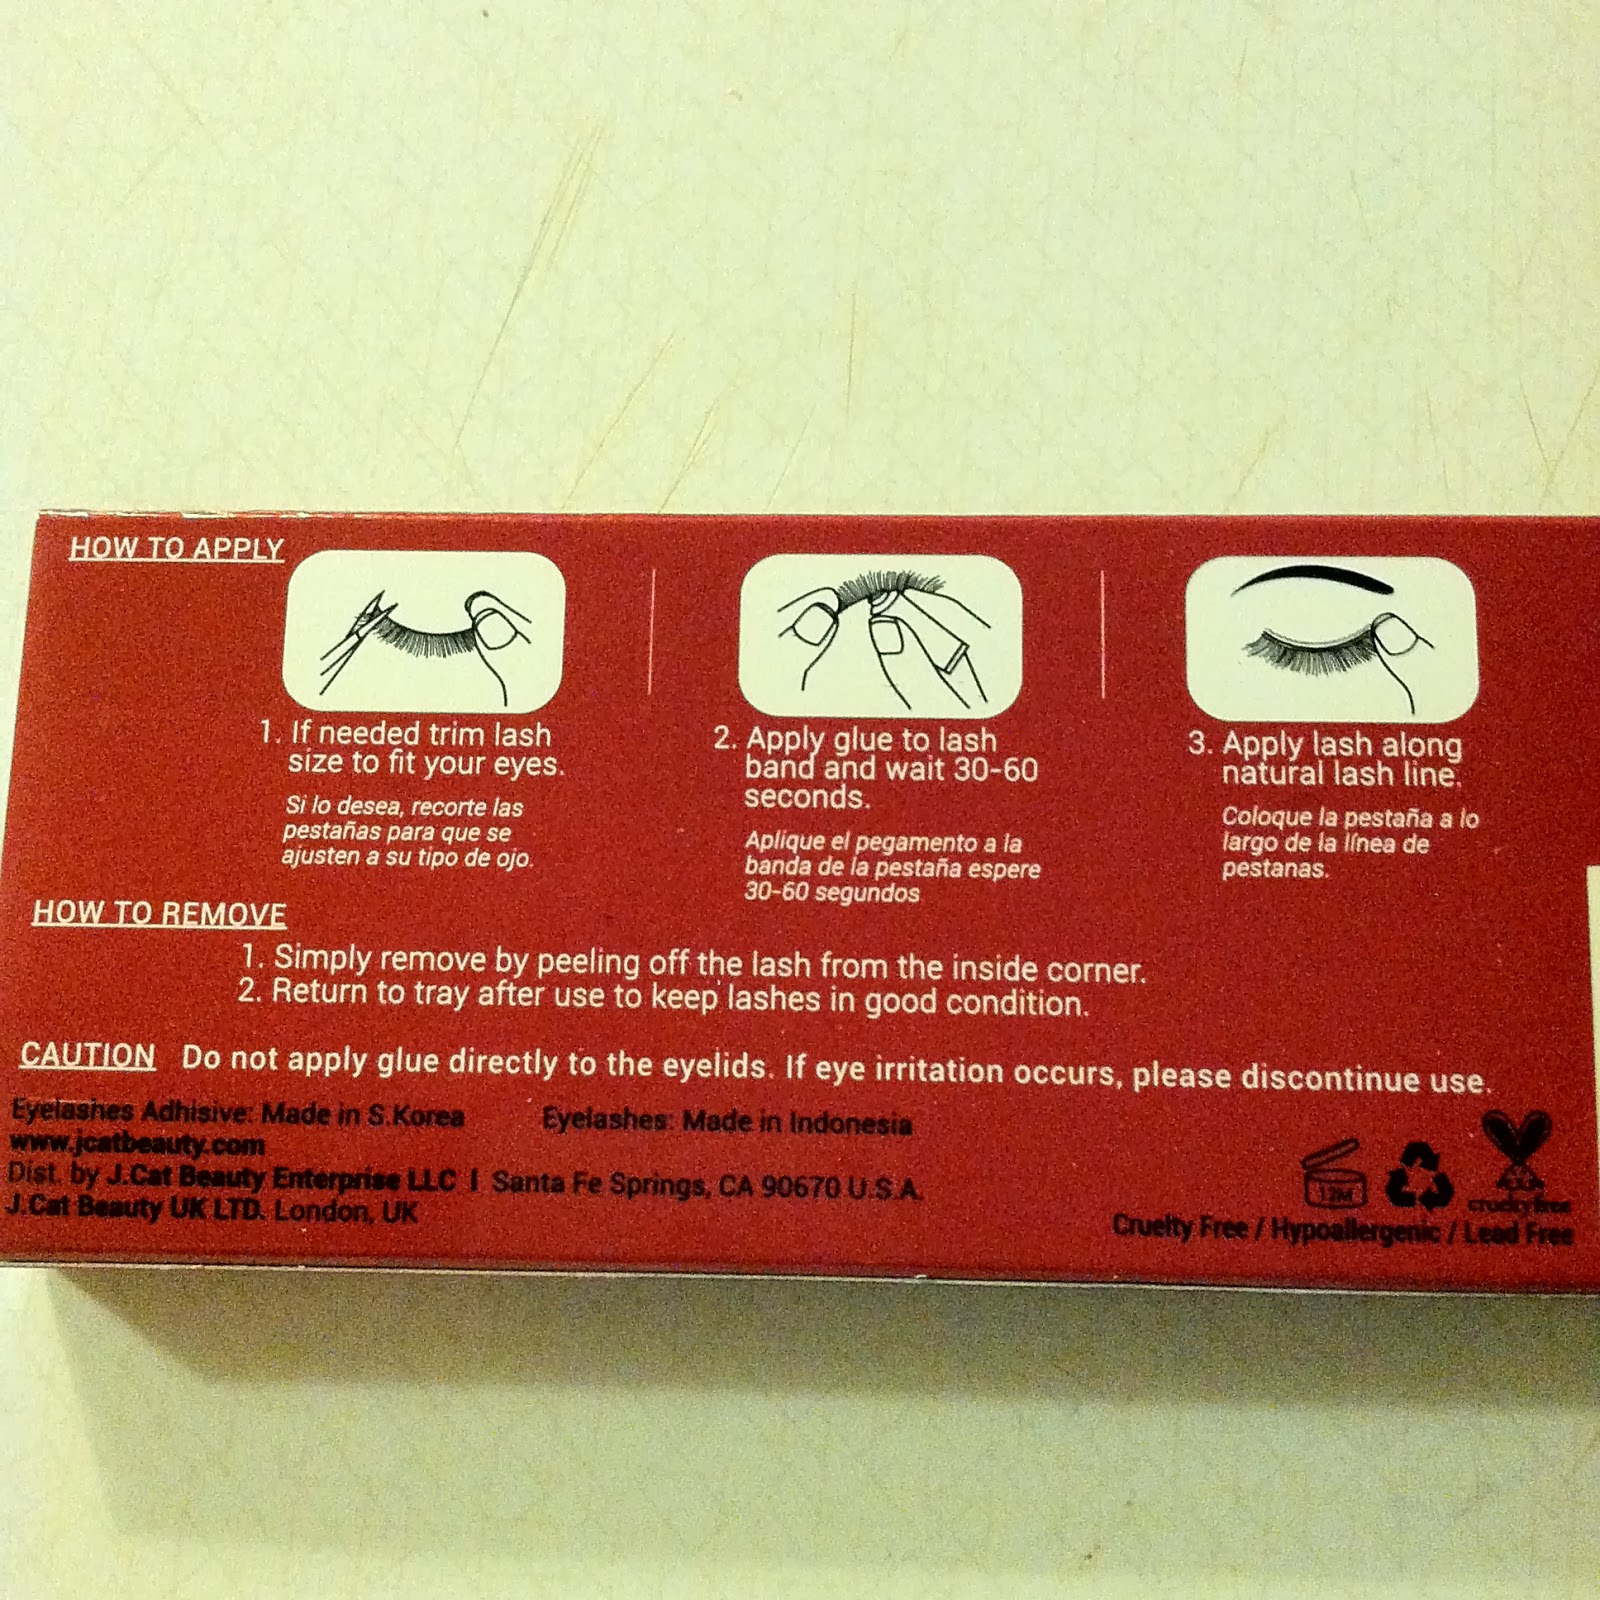 HOW TO APPLY
1. If needed trim lash
size to fit your eyes.
Si lo desea, recorte las
pestañas para que se
ajusten a su tipo de ojo.
2. Apply glue to lash
band and wait 30-60
seconds.
Aplique el pegamento a la
banda de la pestaña espere
30-60 segundos
3. Apply lash along
natural lash line.
Coloque la pestaña a lo
largo de la línea de
pestanas.
HOW TO REMOVE
1. Simply remove by peeling off the lash from the inside corner.
2. Return to tray after use to keep lashes in good condition.
CAUTION Do not apply glue directly to the eyelids. If eye irritation occurs, please discontinue use.
Eyelashes Adhisive: Made in S.Korea Eyelashes: Made in Indonesia
www.jcatbeauty.com
Dist. by J.Cat Beauty Enterprise LLC | Santa Fe Springs, CA 90670 U.S.A.
J.Cat Beauty UK LTD. London, UK
12M
cruelty free
Cruelty Free / Hypoallergenic / Lead Free